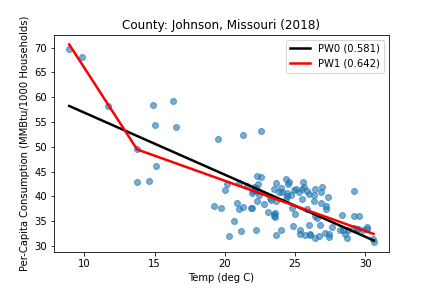 County: Johnson, Missouri (2018)
PW0 (0.581)
PW1 (0.642)
Per-Capita Consumption (MMBtu/1000 Households)
70
65
60
55
50
45
40
35
30
10
15
20
25
30
Temp (deg C)